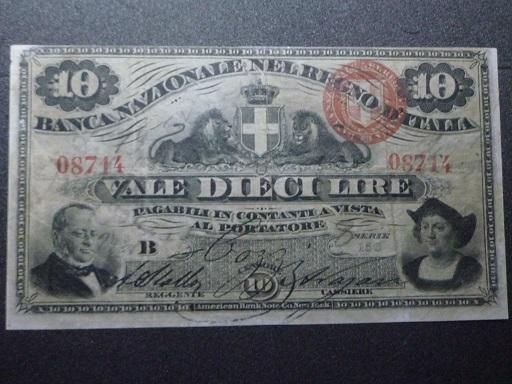 10 10
BANCA NAZIONALE NEL REGNO D'ITALIA
08714 08714
VALE DIECI LIRE
PAGABILI IN CONTANTI A VISTA
AL PORTATORE
SERIE
B
REGGENTE 10 CASSIERE
American Bank Note Co. New York